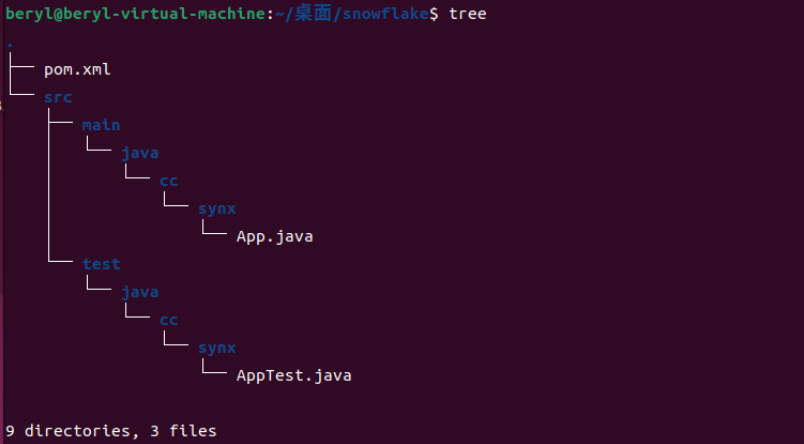 beryl@beryl-virtual-machine:~/桌面/snowflake$ tree
.
├── pom.xml
└── src
    ├── main
    │   └── java
    │       └── cc
    │           └── synx
    │               └── App.java
    └── test
        └── java
            └── cc
                └── synx
                    └── AppTest.java
9 directories, 3 files